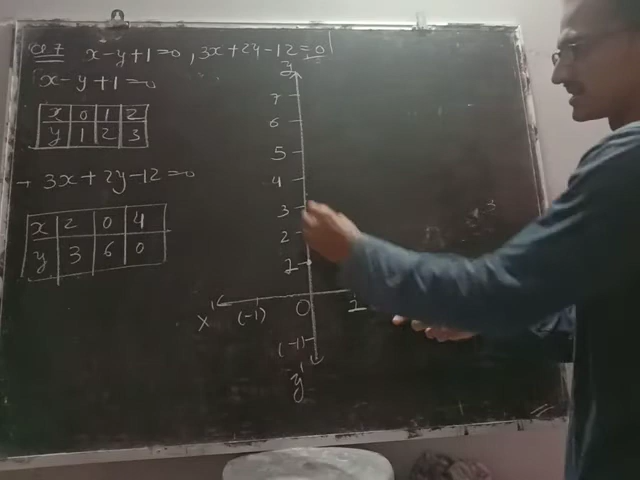 Q.7 x-y+1=0, 3x+2y-12=0
x-y+1=0
x 0 1 2
y 1 2 3
→ 3x+2y-12=0
x 2 0 4
y 3 6 0
y
7
6
5
4
3
2
1
x' (-1) 0 1
(-1)
y'